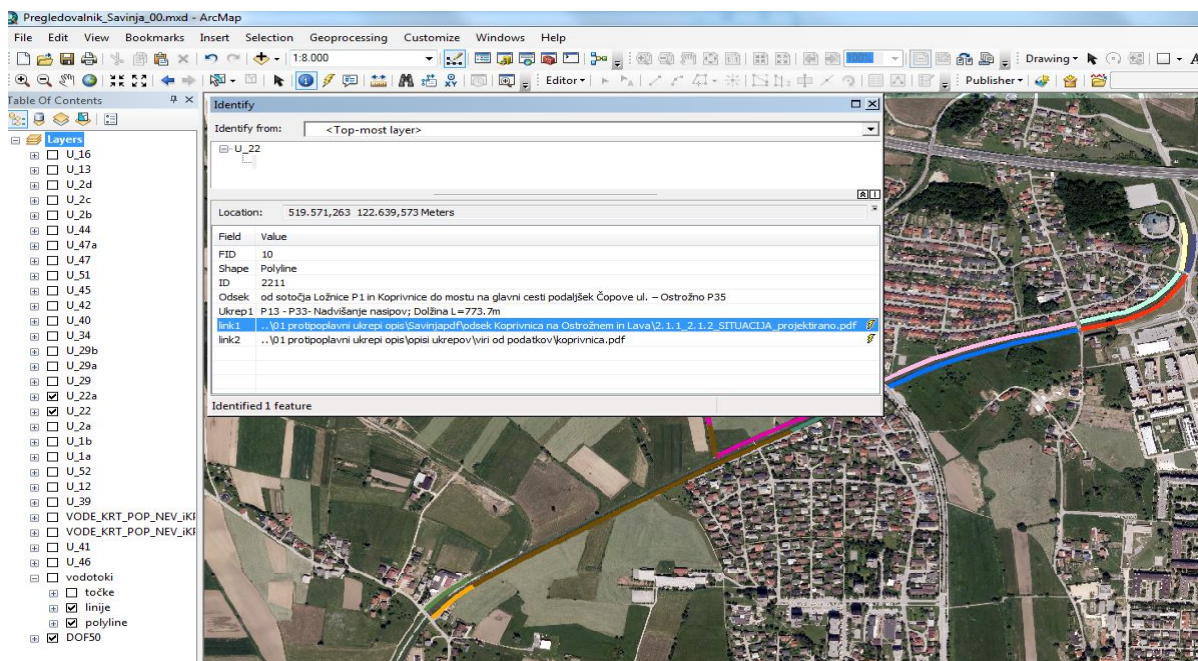 Pregledovalnik_Savinja_00.mxd - ArcMap
File Edit View Bookmarks Insert Selection Geoprocessing Customize Windows Help
1:8.000
100%
Drawing
Editor
Publisher
Table Of Contents
Layers
U_16
U_13
U_2d
U_2c
U_2b
U_44
U_47a
U_47
U_51
U_45
U_42
U_40
U_34
U_29b
U_29a
U_29
U_22a
U_22
U_2a
U_1b
U_1a
U_52
U_12
U_39
VODE_KRT_POP_NEV_iKF
VODE_KRT_POP_NEV_iKF
U_41
U_46
vodotoki
točke
linije
polyline
DOF50
Identify
Identify from: <Top-most layer>
U_22
Location: 519.571,263 122.639,573 Meters
Field Value
FID 10
Shape Polyline
ID 2211
Odsek od sotočja Ložnice P1 in Koprivnice do mostu na glavni cesti podaljšek Čopove ul. – Ostrožno P35
Ukrep1 P13 - P33- Nadvišanje nasipov; Dolžina L=773.7m
link1 ..\01 protipoplavni ukrepi opis\Savinjapdf\odsek Koprivnica na Ostrožnem in Lava\2.1.1_2.1.2_SITUACIJA_projektirano.pdf
link2 ..\01 protipoplavni ukrepi opis\opisi ukrepov\viri od podatkov\koprivnica.pdf
Identified 1 feature